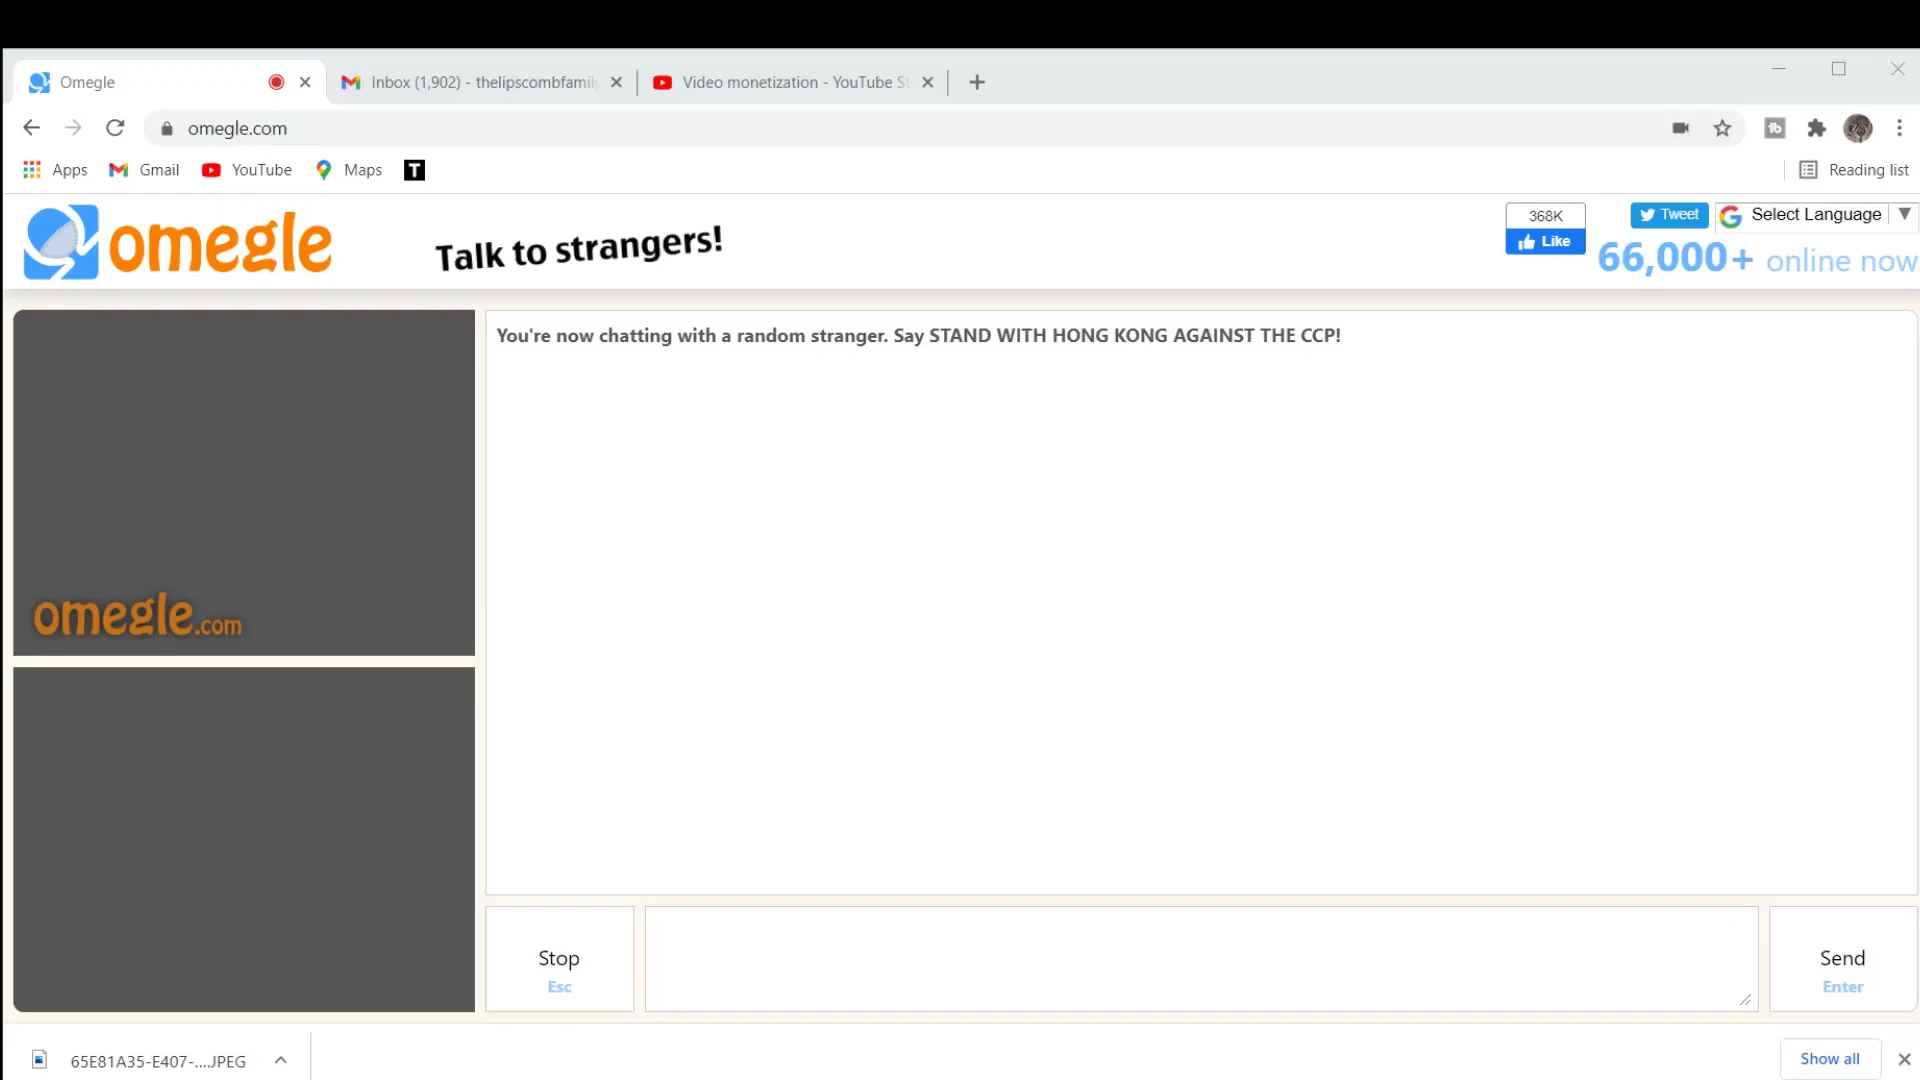 Omegle
Inbox (1,902) - thelipscombfamil
Video monetization - YouTube S
omegle.com
Apps
Gmail
YouTube
Maps
T
Reading list
omegle
Talk to strangers!
368K
Like
Tweet
Select Language
66,000+ online now
You're now chatting with a random stranger. Say STAND WITH HONG KONG AGAINST THE CCP!
omegle.com
Stop
Esc
Send
Enter
65E81A35-E407-....JPEG
Show all